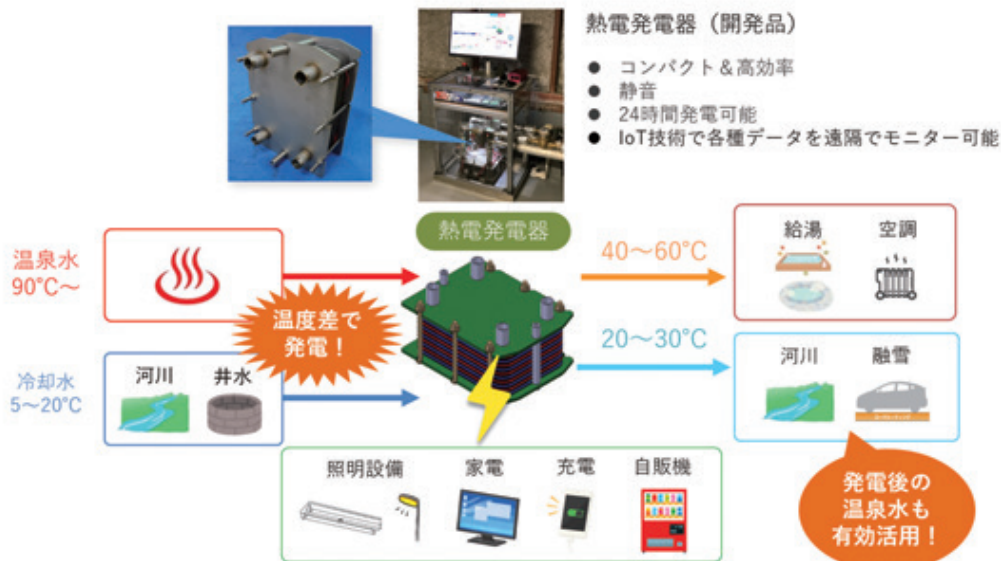 熱電発電器（開発品）
● コンパクト＆高効率
● 静音
● 24時間発電可能
● IoT技術で各種データを遠隔でモニター可能
熱電発電器
温泉水
90°C～
温度差で
発電！
冷却水
5～20°C
河川 井水
40～60°C
給湯 空調
20～30°C
河川 融雪
照明設備 家電 充電 自販機
発電後の
温泉水も
有効活用！